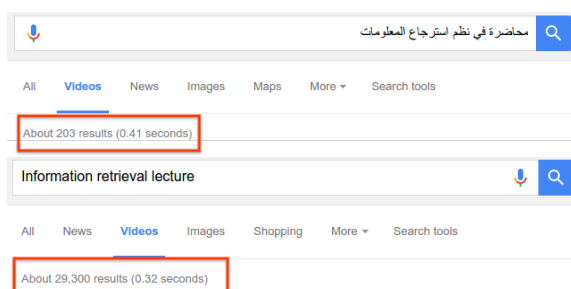 محاضرة في نظم استرجاع المعلومات
All Videos News Images Maps More Search tools
About 203 results (0.41 seconds)
Information retrieval lecture
All News Videos Images Shopping More Search tools
About 29,300 results (0.32 seconds)